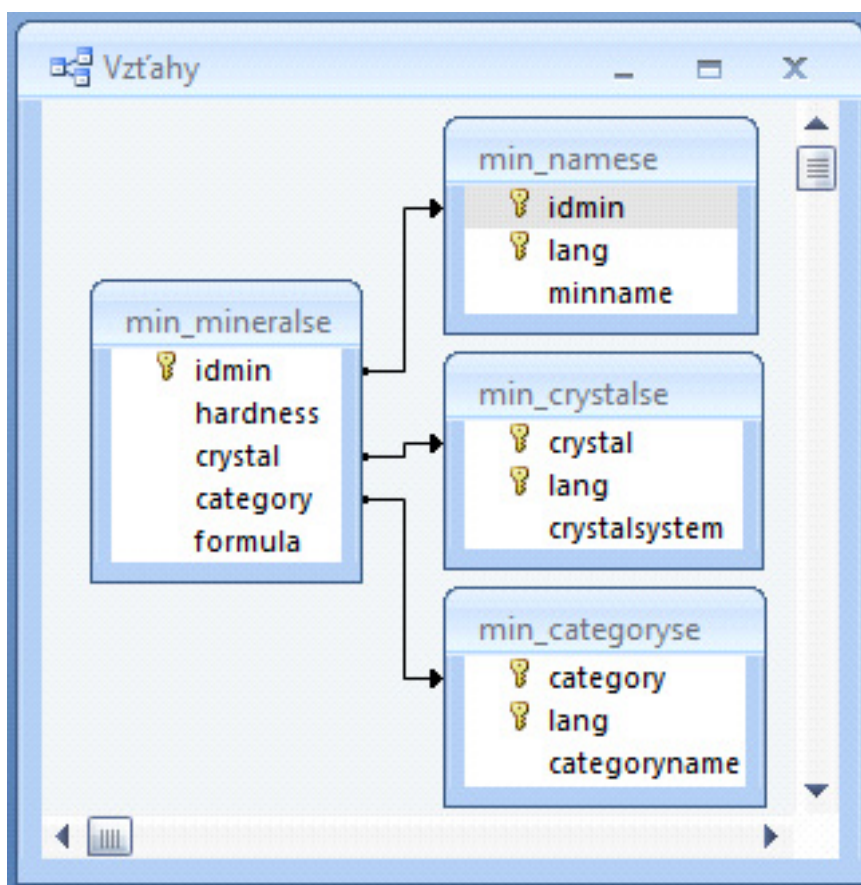 Vzťahy
min_mineralse
idmin
hardness
crystal
category
formula
min_namese
idmin
lang
minname
min_crystalse
crystal
lang
crystalsystem
min_categoryse
category
lang
categoryname